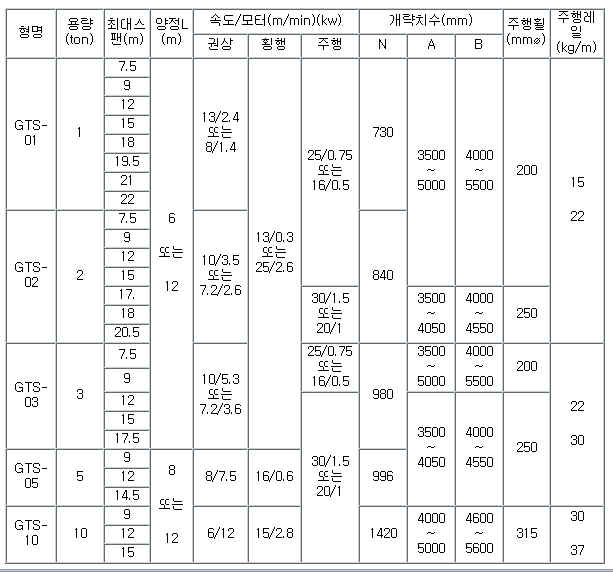 형명 용량 (ton) 최대스팬(m) 양정L (m) 속도/모터(m/min)(kw) 개략치수(mm) 주행휠 (mmø) 주행레일 (kg/m)
권상 횡행 주행 N A B
GTS-01 1 7.5 6 또는 12 13/2.4 또는 8/1.4 13/0.3 또는 25/2.6 25/0.75 또는 16/0.5 730 3500 ~ 5000 4000 ~ 5500 200 15 22
9
12
15
18
19.5
21
22
GTS-02 2 7.5 10/3.5 또는 7.2/2.6 840
9
12
15
17. 30/1.5 또는 20/1 3500 ~ 4050 4000 ~ 4550 250
18
20.5
GTS-03 3 7.5 10/5.3 또는 7.2/3.6 25/0.75 또는 16/0.5 980 3500 ~ 5000 4000 ~ 5500 200 22 30
9
12 30/1.5 또는 20/1 3500 ~ 4050 4000 ~ 4550 250
15
17.5
GTS-05 5 9 8 또는 12 8/7.5 16/0.6 996
12
14.5
GTS-10 10 9 6/12 15/2.8 1420 4000 ~ 5000 4600 ~ 5600 315 30 37
12
15